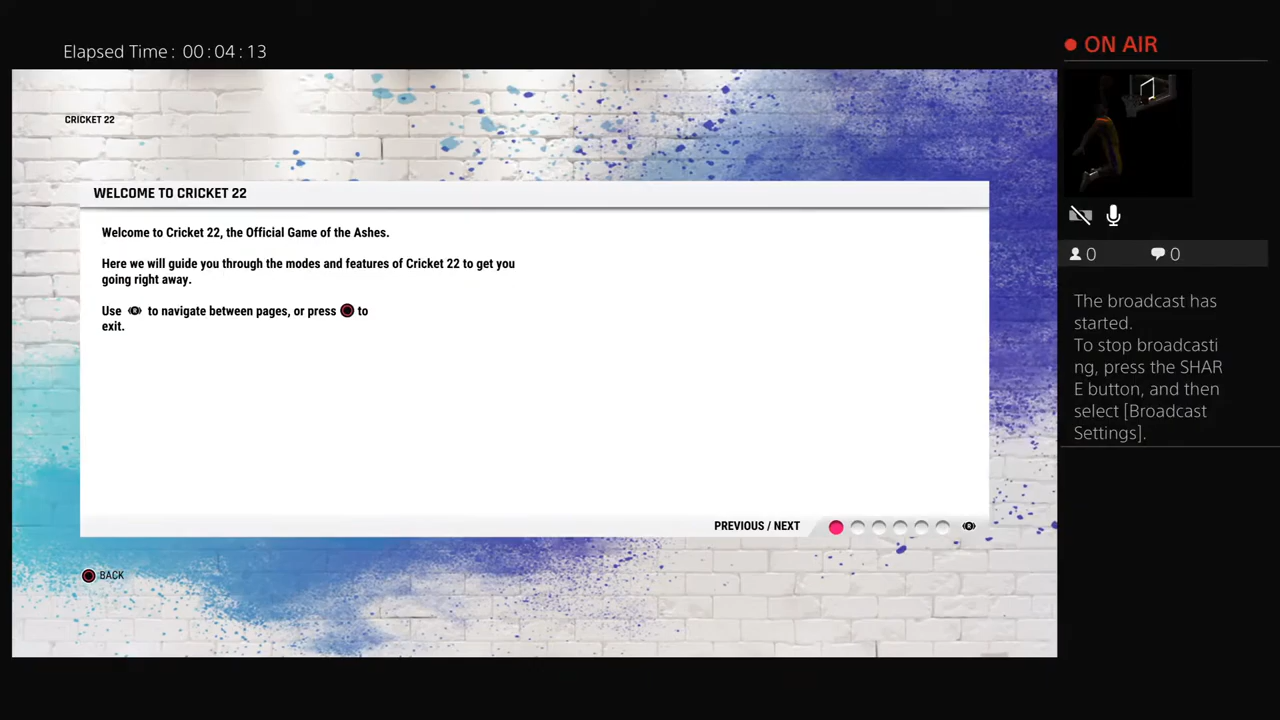 Elapsed Time: 00:04:13
ON AIR
CRICKET 22
WELCOME TO CRICKET 22
Welcome to Cricket 22, the Official Game of the Ashes.
Here we will guide you through the modes and features of Cricket 22 to get you
going right away.
Use R to navigate between pages, or press to
exit.
PREVIOUS / NEXT R
BACK
0 0
The broadcast has
started.
To stop broadcasti
ng, press the SHAR
E button, and then
select [Broadcast
Settings].